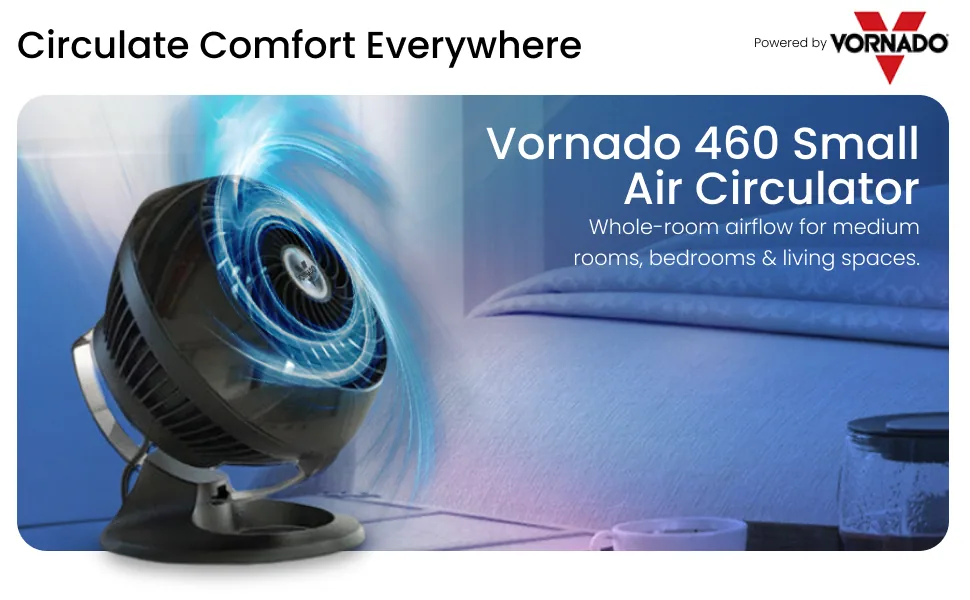 Circulate Comfort Everywhere
Powered by VORNADO
Vornado 460 Small
Air Circulator
Whole-room airflow for medium
rooms, bedrooms & living spaces.
VORNADO